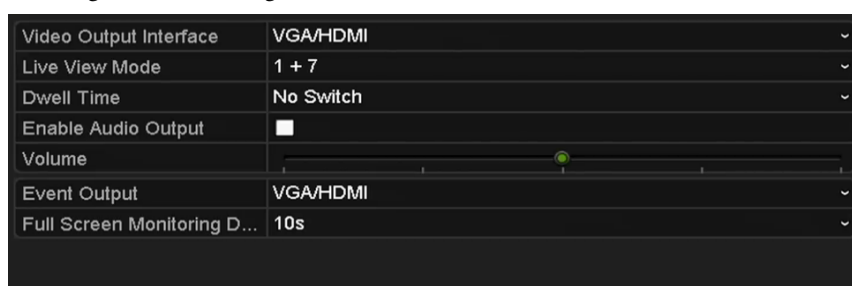 Video Output Interface VGA/HDMI
Live View Mode 1 + 7
Dwell Time No Switch
Enable Audio Output
Volume
Event Output VGA/HDMI
Full Screen Monitoring D... 10s